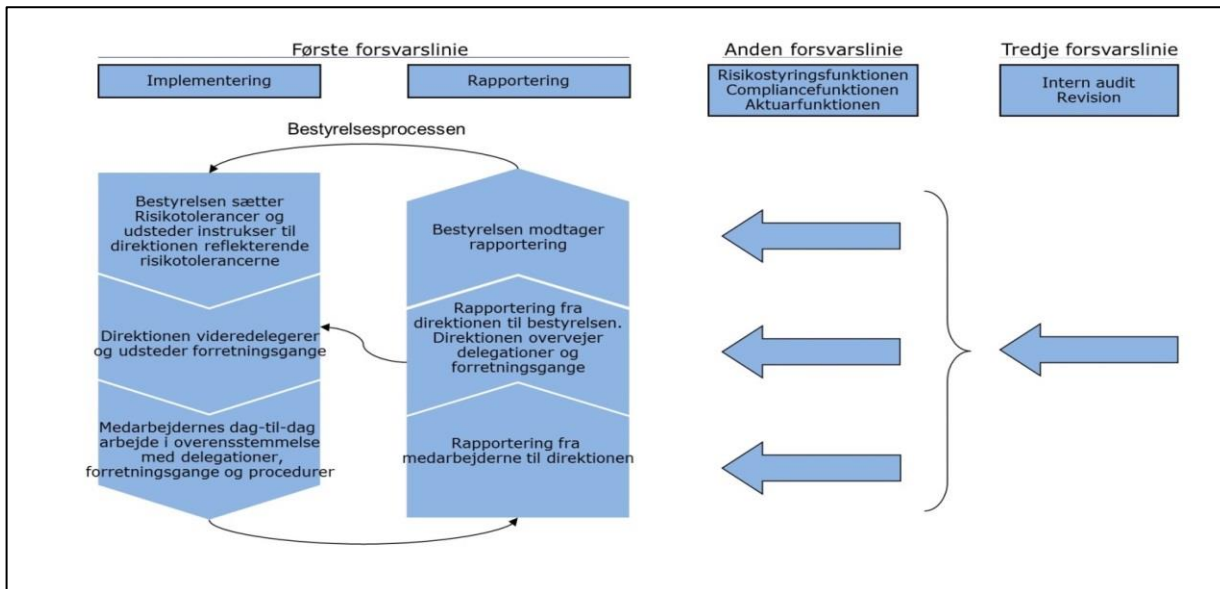 Første forsvarslinie
Implementering
Rapportering
Bestyrelsesprocessen
Bestyrelsen sætter
Risikotolerancer og
udsteder instrukser til
direktionen reflekterende
risikotolerancerne
Direktionen videredelegerer
og udsteder forretningsgange
Medarbejdernes dag-til-dag
arbejde i overensstemmelse
med delegationer,
forretningsgange og procedurer
Bestyrelsen modtager
rapportering
Rapportering fra
direktionen til bestyrelsen.
Direktionen overvejer
delegationer og
forretningsgange
Rapportering fra
medarbejderne til direktionen
Anden forsvarslinie
Risikostyringsfunktionen
Compliancefunktionen
Aktuarfunktionen
Tredje forsvarslinie
Intern audit
Revision